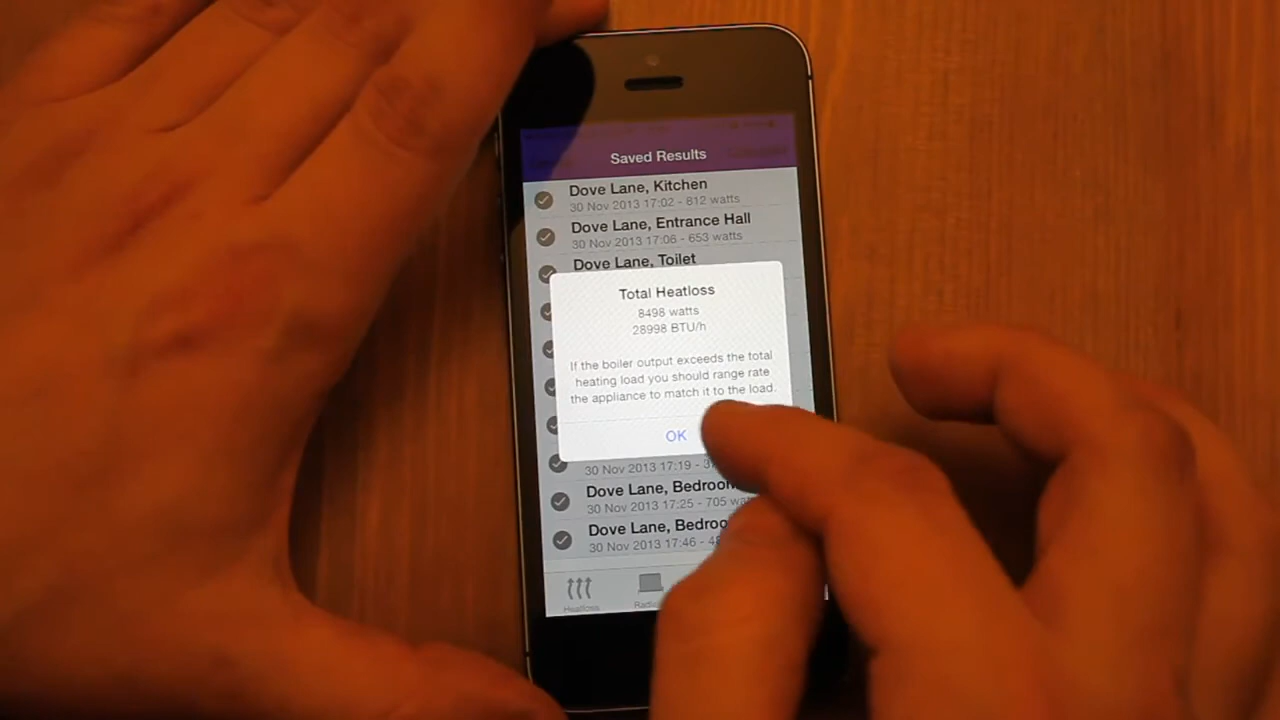 Saved Results
Dove Lane, Kitchen
30 Nov 2013 17:02 - 812 watts
Dove Lane, Entrance Hall
30 Nov 2013 17:06 - 653 watts
Dove Lane, Toilet
Total Heatloss
8498 watts
28998 BTU/h
If the boiler output exceeds the total
heating load you should range rate
the appliance to match it to the load.
OK
30 Nov 2013 17:19 -
Dove Lane,
30 Nov 2013 17:25 - 705
Dove Lane,
30 Nov 2013 17:46 -
Heatloss